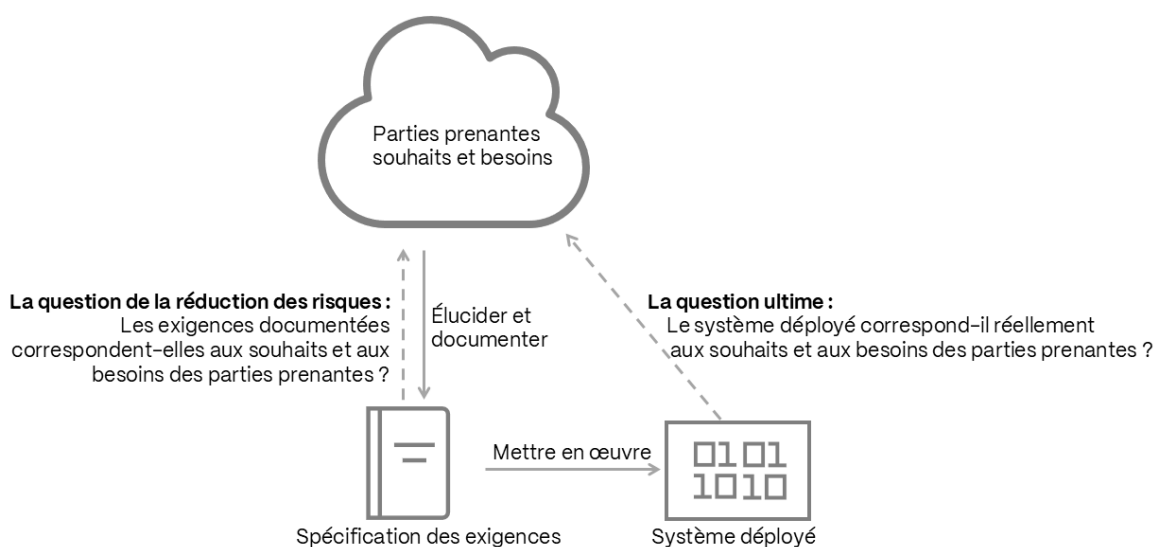 Parties prenantes
souhaits et besoins
La question de la réduction des risques :
Les exigences documentées
correspondent-elles aux souhaits et aux
besoins des parties prenantes ?
Élucider et
documenter
La question ultime :
Le système déployé correspond-il réellement
aux souhaits et aux besoins des parties prenantes ?
Mettre en œuvre
0101
1010
Spécification des exigences
Système déployé